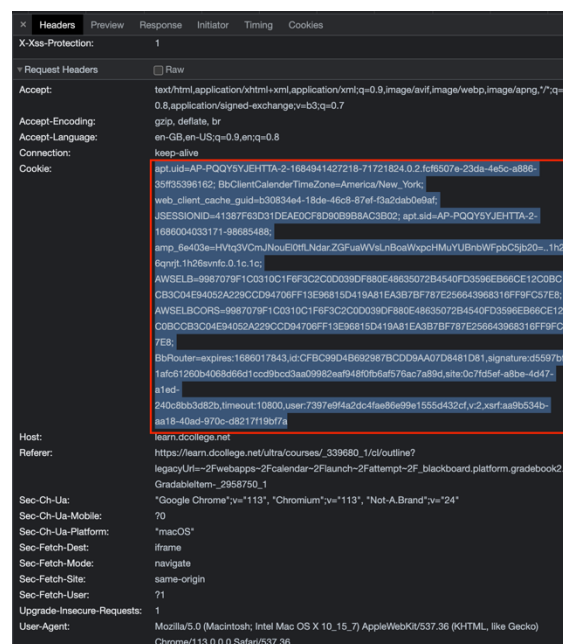 × Headers Preview Response Initiator Timing Cookies
X-Xss-Protection: 1
▾ Request Headers Raw
Accept: text/html,application/xhtml+xml,application/xml;q=0.9,image/avif,image/webp,image/apng,*/*;q=
0.8,application/signed-exchange;v=b3;q=0.7
Accept-Encoding: gzip, deflate, br
Accept-Language: en-GB,en-US;q=0.9,en;q=0.8
Connection: keep-alive
Cookie: apt.uid=AP-PQQY5YJEHTTA-2-1684941427218-71721824.0.2.fcf6507e-23da-4e5c-a886-
35ff35396162; BbClientCalenderTimeZone=America/New_York;
web_client_cache_guid=b30834e4-18de-46c8-87ef-f3a2dab0e9af;
JSESSIONID=41387F63D31DEAE0CF8D90B9B8AC3B02; apt.sid=AP-PQQY5YJEHTTA-2-
1686004033171-98685488;
amp_6e403e=HVtq3VCmJNouEl0tfLNdar.ZGFuaWVsLnBoaWxpcHMuYUBnbWFpbC5jb20=..1h2
6qnrjt.1h26svnfc.0.1c.1c;
AWSELB=9987079F1C0310C1F6F3C2C0D039DF880E48635072B4540FD3596EB66CE12C0BC
CB3C04E94052A229CCD94706FF13E96815D419A81EA3B7BF787E256643968316FF9FC57E8;
AWSELBCORS=9987079F1C0310C1F6F3C2C0D039DF880E48635072B4540FD3596EB66CE12
C0BCCB3C04E94052A229CCD94706FF13E96815D419A81EA3B7BF787E256643968316FF9FC
7E8;
BbRouter=expires:1686017843,id:CFBC99D4B692987BCDD9AA07D8481D81,signature:d5597bf
1afc61260b4068d66d1ccd9bcd3aa09982eaf948f0fb6af576ac7a89d,site:0c7fd5ef-a8be-4d47-
a1ed-
240c8bb3d82b,timeout:10800,user:7397e9f4a2dc4fae86e99e1555d432cf,v:2,xsrf:aa9b534b-
aa18-40ad-970c-d8217f19bf7a
Host: learn.dcollege.net
Referer: https://learn.dcollege.net/ultra/courses/_339680_1/cl/outline?
legacyUrl=~2Fwebapps~2Fcalendar~2Flaunch~2Fattempt~2F_blackboard.platform.gradebook2.
GradableItem-_2958750_1
Sec-Ch-Ua: "Google Chrome";v="113", "Chromium";v="113", "Not-A.Brand";v="24"
Sec-Ch-Ua-Mobile: ?0
Sec-Ch-Ua-Platform: "macOS"
Sec-Fetch-Dest: iframe
Sec-Fetch-Mode: navigate
Sec-Fetch-Site: same-origin
Sec-Fetch-User: ?1
Upgrade-Insecure-Requests: 1
User-Agent: Mozilla/5.0 (Macintosh; Intel Mac OS X 10_15_7) AppleWebKit/537.36 (KHTML, like Gecko)
Chrome/113.0.0.0 Safari/537.36